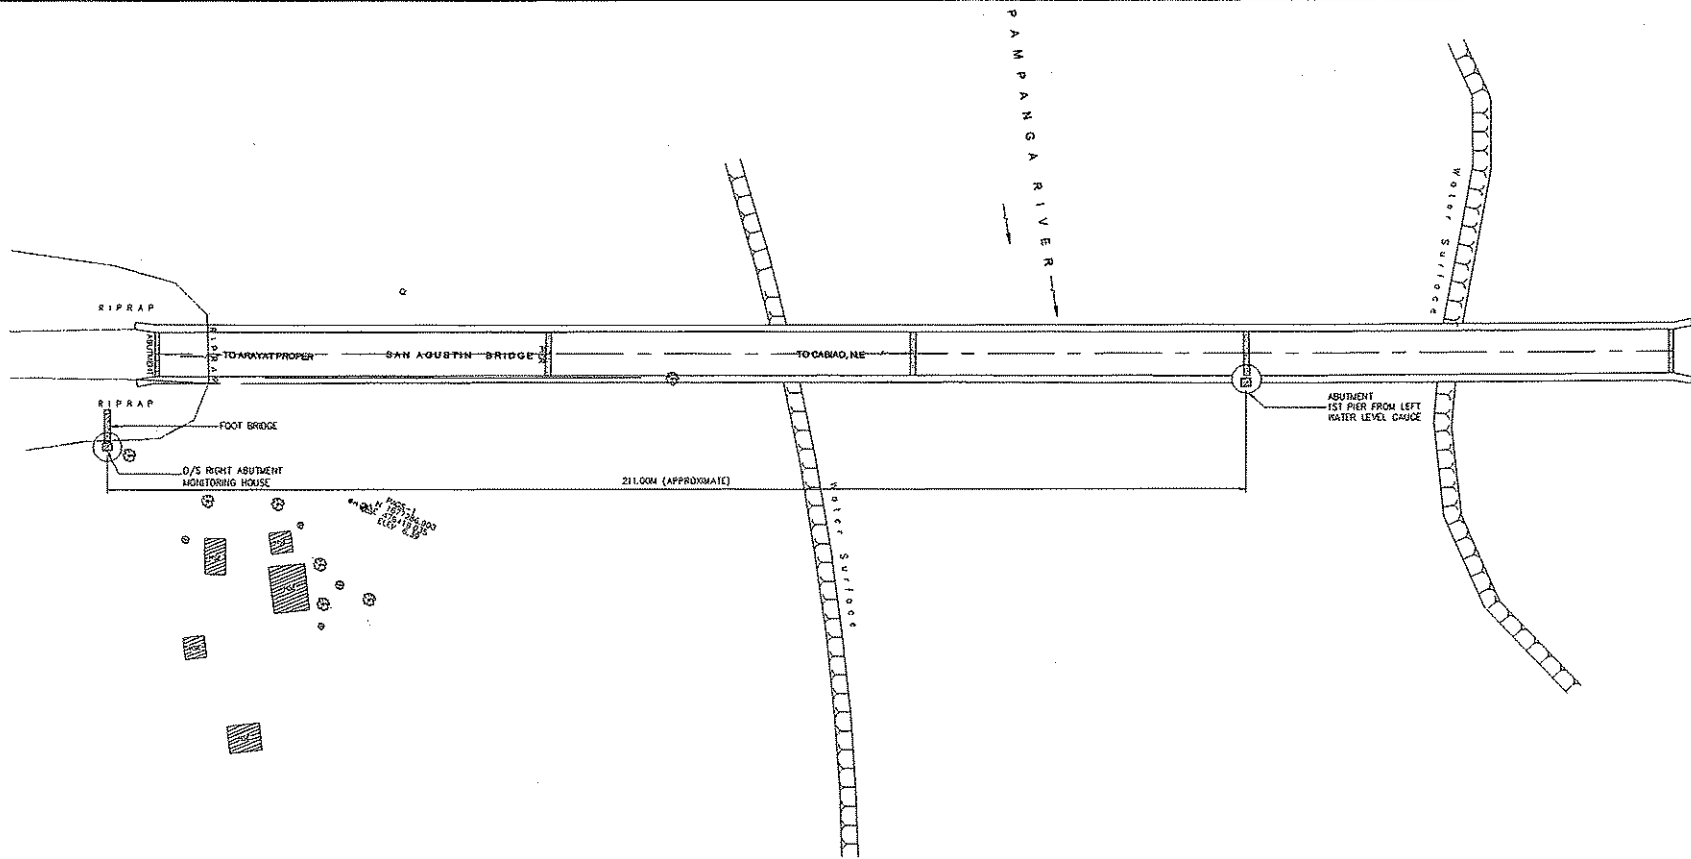 PAMPANGA RIVER
Water Surface
RIPRAP
ABUTMENT
RIPRAP
TO ARAYAT PROPER
SAN AGUSTIN BRIDGE
TO CABIAO, N.E
RIPRAP
FOOT BRIDGE
O/S RIGHT ABUTMENT
MONITORING HOUSE
ABUTMENT
1ST PIER FROM LEFT
WATER LEVEL GAUGE
211.00M (APPROXIMATE)
Water Surface